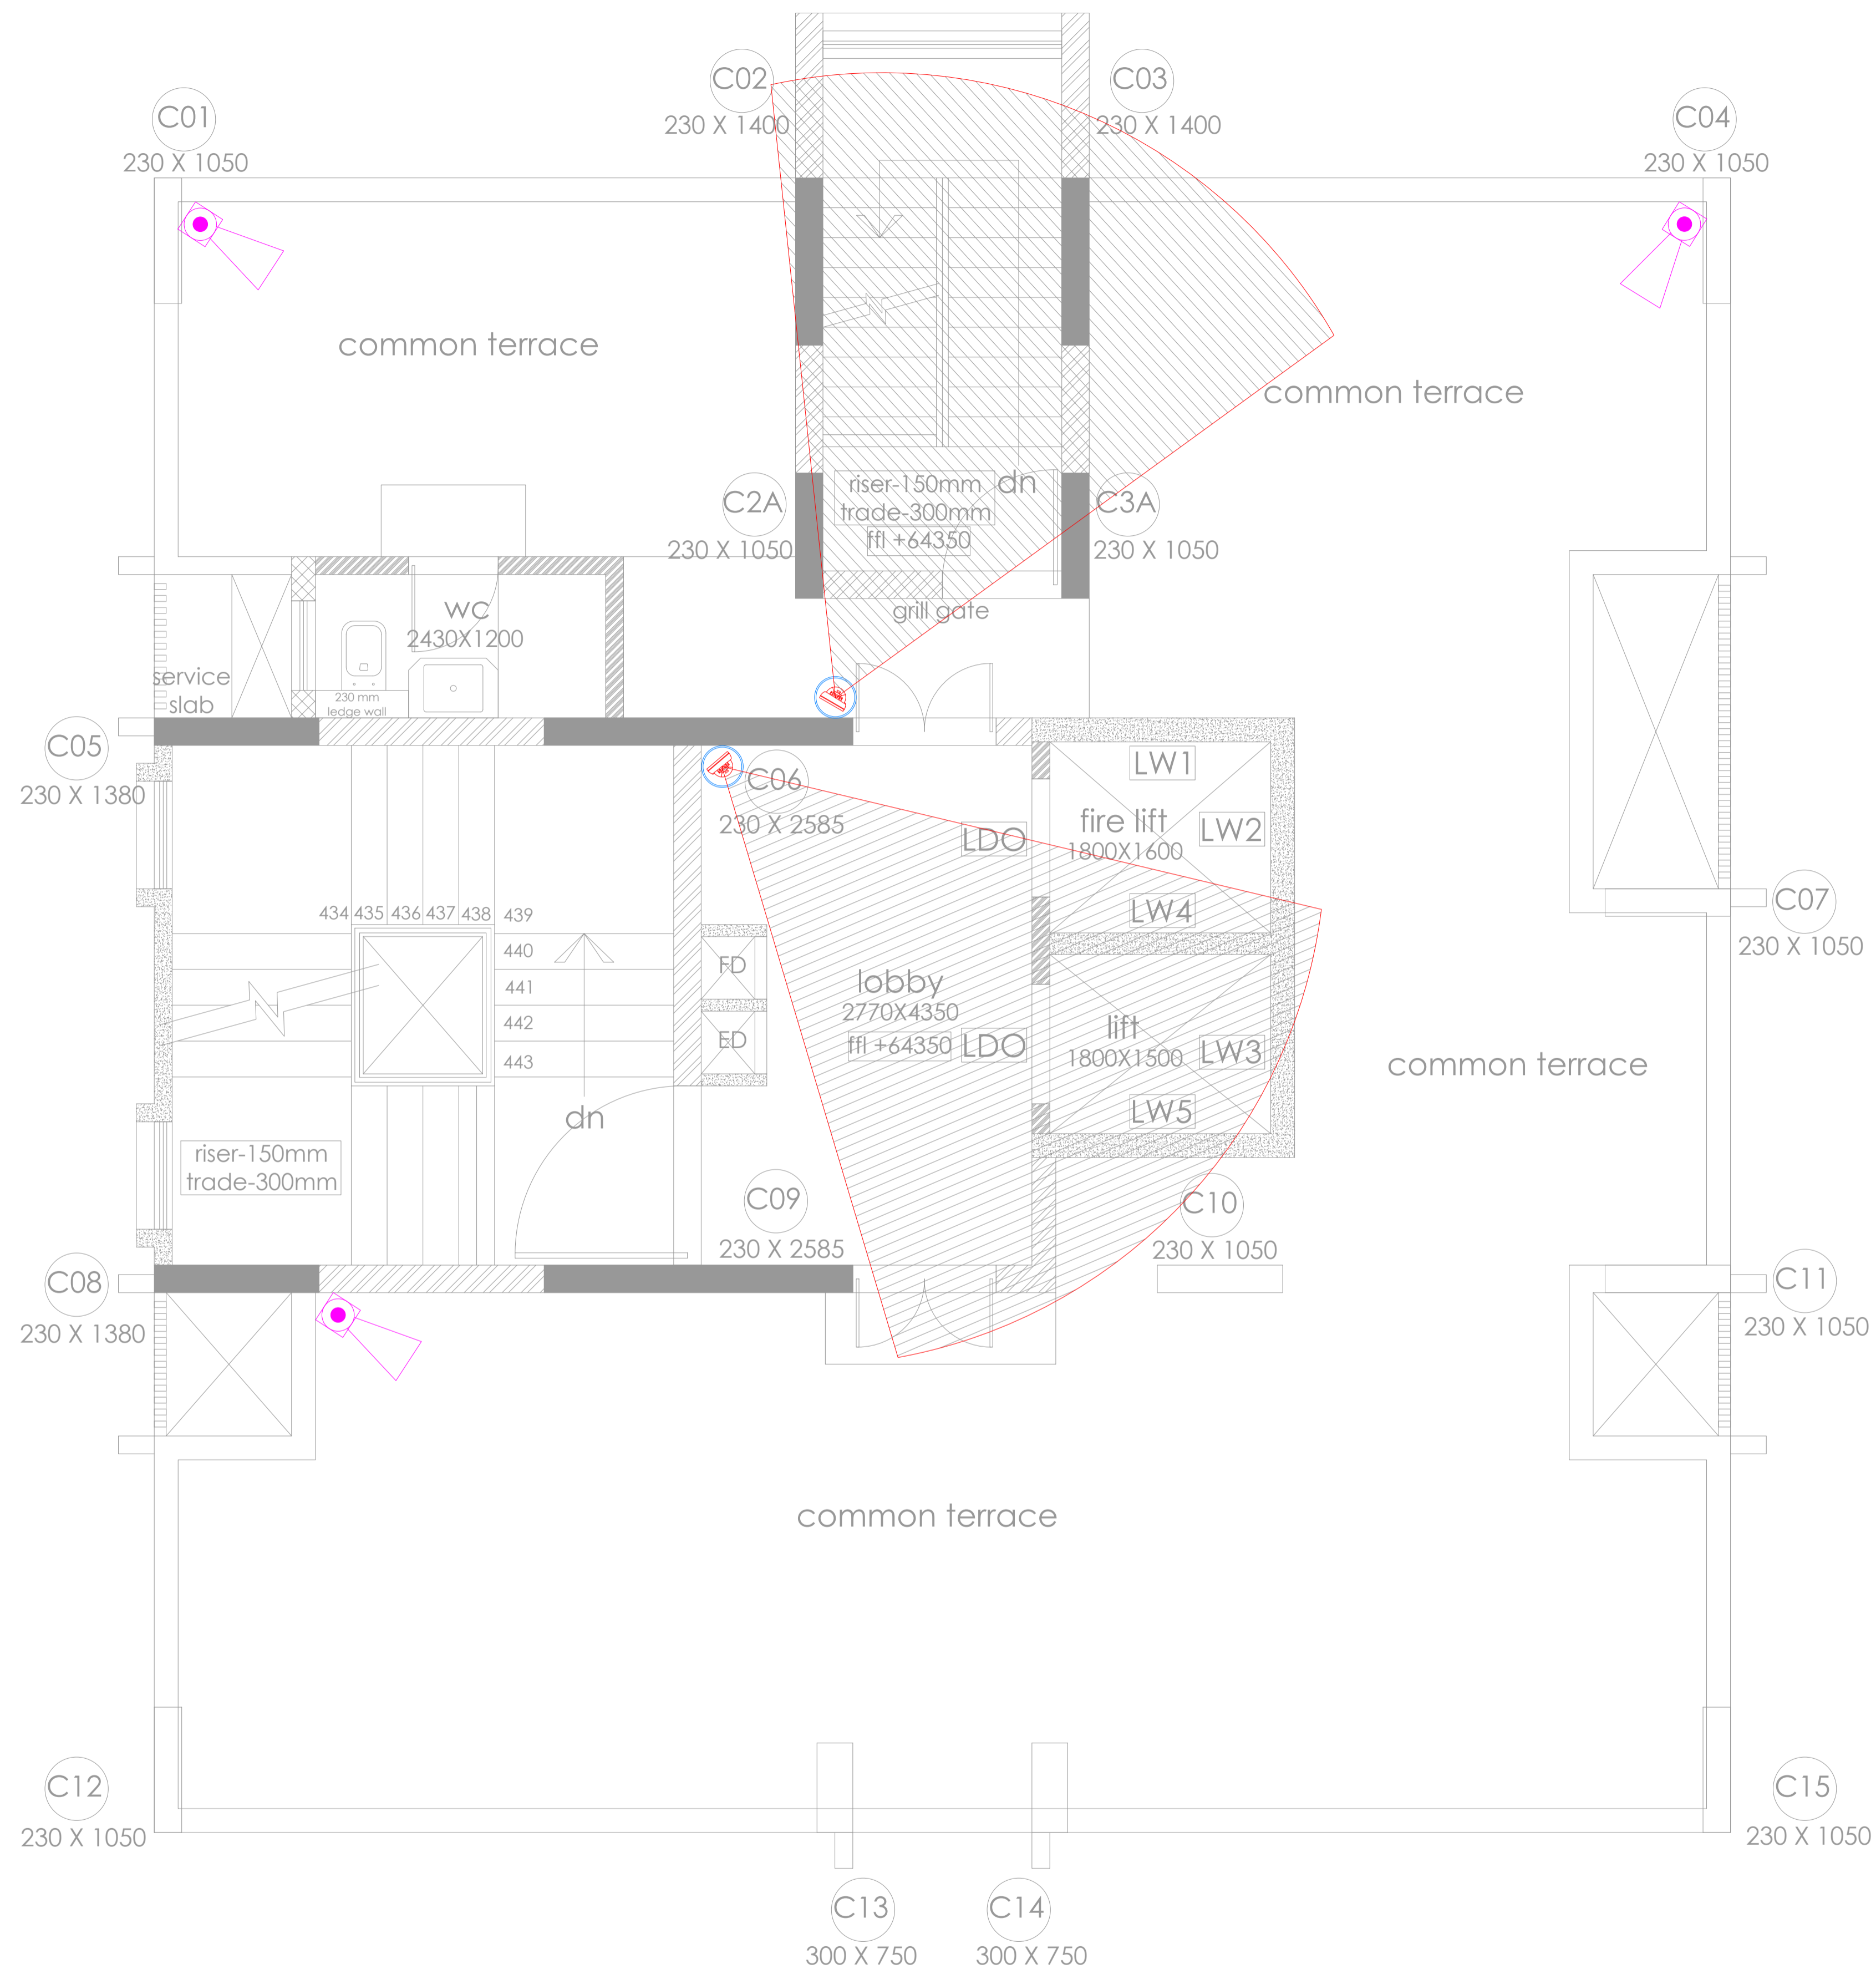 C02
C03
230 X 1400
230 X 1400
C01
C04
230 X 1050
230 X 1050
common terrace
common terrace
C2A
riser-150mm
trade-300mm
ffl +64350
dn
C3A
230 X 1050
230 X 1050
grill gate
WC
2430X1200
service
slab
230 mm
ledge wall
C05
230 X 1380
C06
230 X 2585
LW1
fire lift
1800X1600
LW2
LDO
LW4
C07
230 X 1050
434
435
436
437
438
439
440
441
442
443
FD
ED
lobby
2770X4350
ffl +64350
LDO
lift
1800X1500
LW3
LW5
common terrace
dn
riser-150mm
trade-300mm
C09
230 X 2585
C10
230 X 1050
C08
230 X 1380
C11
230 X 1050
common terrace
C12
230 X 1050
C15
230 X 1050
C13
300 X 750
C14
300 X 750